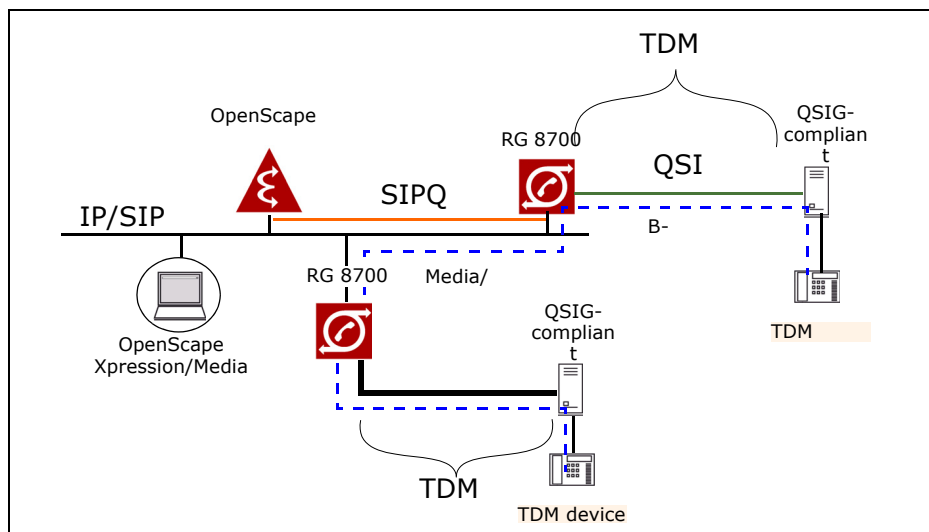 TDM
OpenScape
QSIG-
complian
t
RG 8700
QSI
SIPQ
IP/SIP
B-
RG 8700
Media/
QSIG-
complian
t
TDM
OpenScape
Xpression/Media
TDM
TDM device